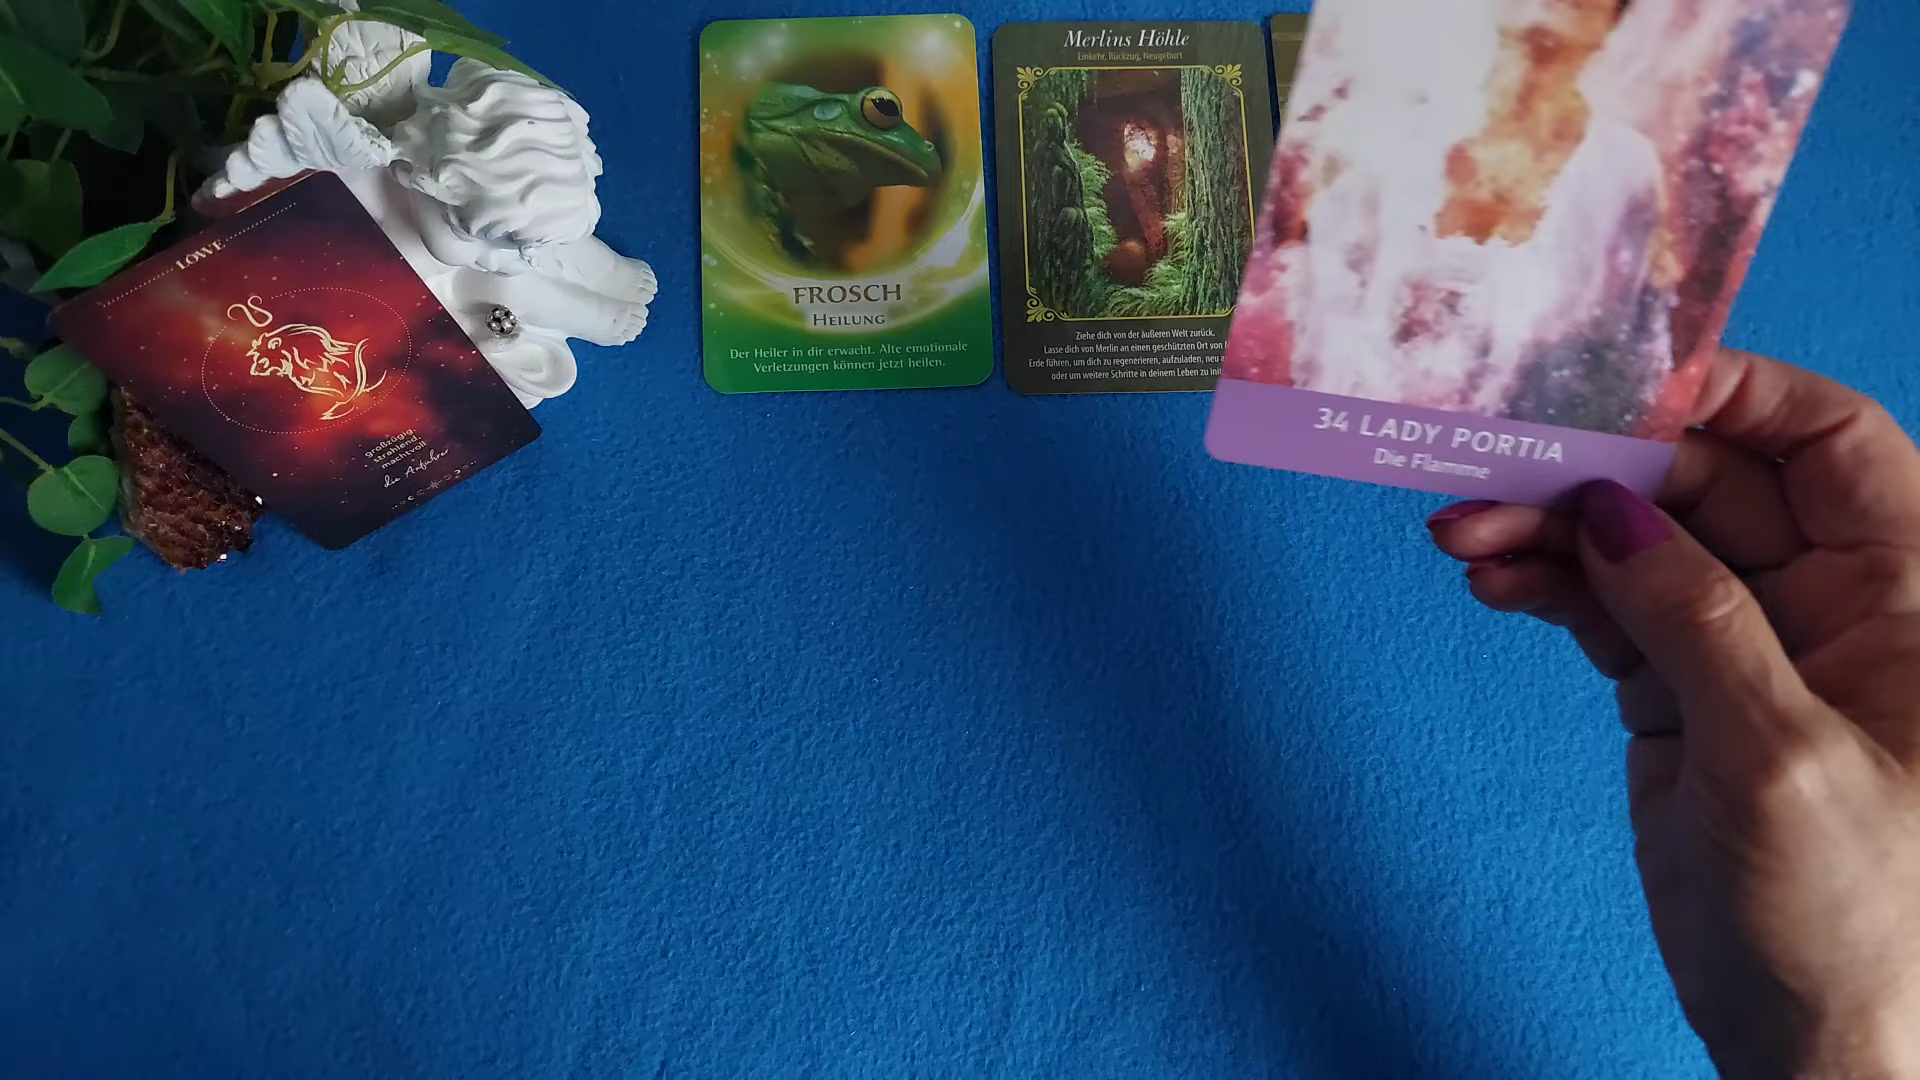 LÖWE
großzügig,
strahlend,
machtvoll
die Anführer
FROSCH
HEILUNG
Der Heiler in dir erwacht. Alte emotionale
Verletzungen können jetzt heilen.
Merlins Höhle
Einkehr, Rückzug, Neugeburt
Ziehe dich von der äußeren Welt zurück.
Lasse dich von Merlin an einen geschützten Ort von
Erde führen, um dich zu regenerieren, aufzuladen, neu
oder um weitere Schritte in deinem Leben zu
34 LADY PORTIA
Die Flamme